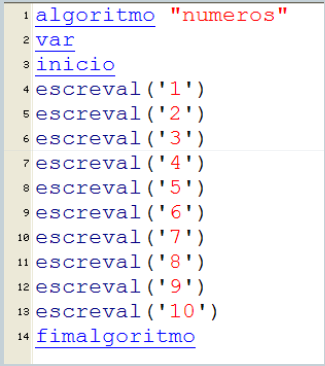 1 algoritmo "numeros"
2 var
3 inicio
4 escreval('1')
5 escreval('2')
6 escreval('3')
7 escreval('4')
8 escreval('5')
9 escreval('6')
10 escreval('7')
11 escreval('8')
12 escreval('9')
13 escreval('10')
14 fimalgoritmo